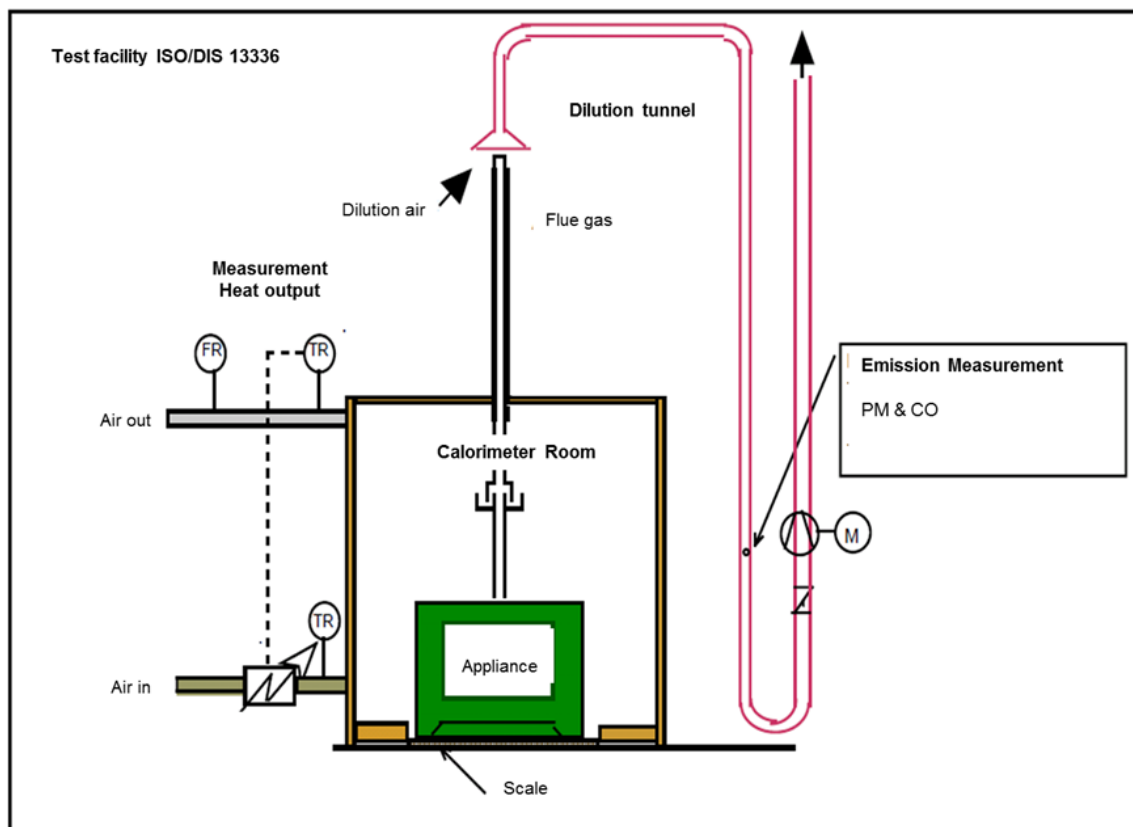 Test facility ISO/DIS 13336
Dilution tunnel
Dilution air
Flue gas
Measurement
Heat output
FR
TR
Emission Measurement
PM & CO
Air out
Calorimeter Room
M
TR
Appliance
Air in
Scale